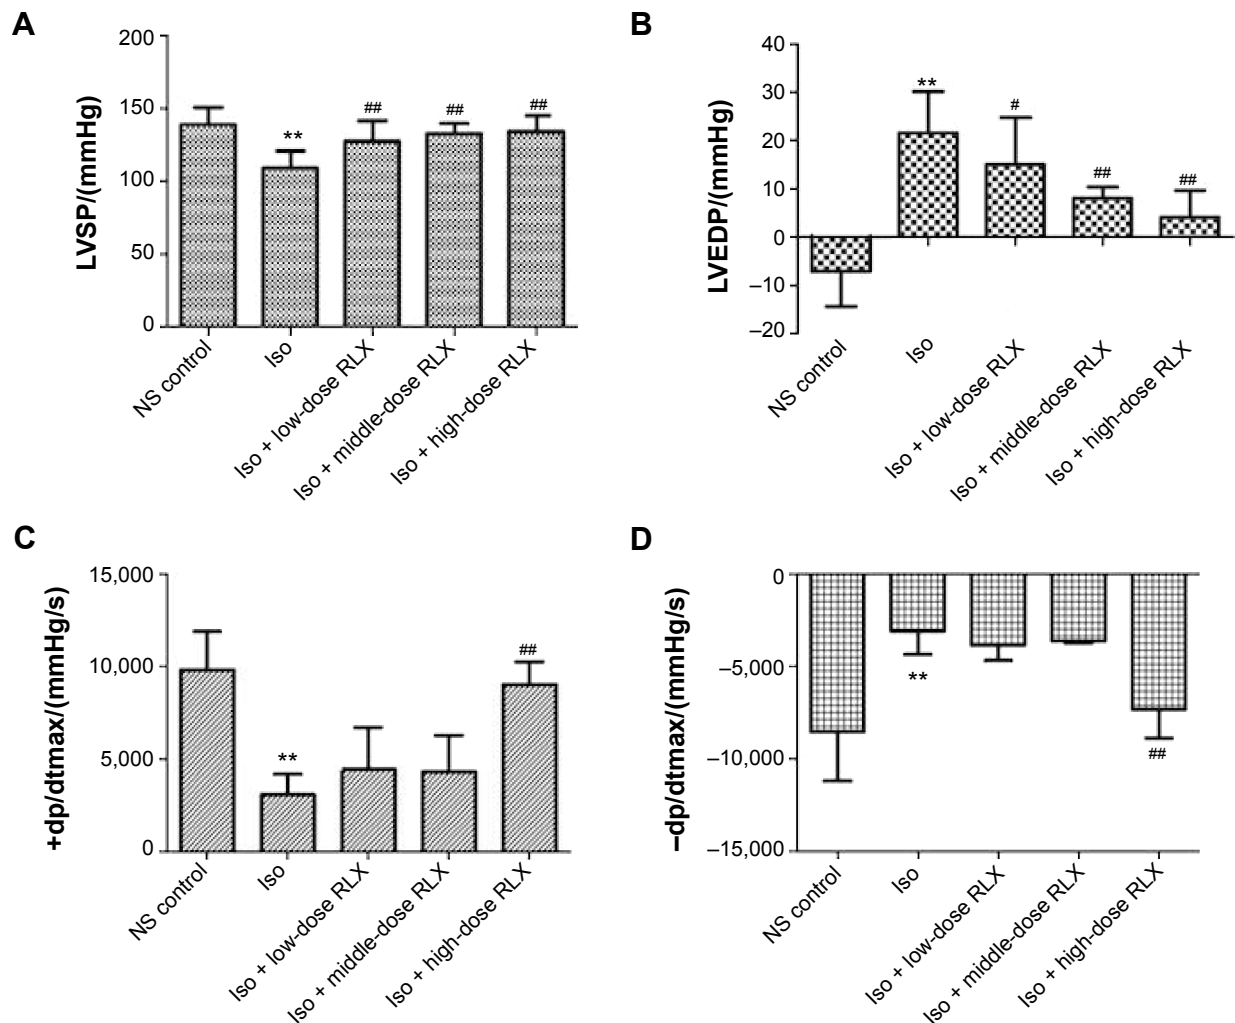 A
LVSP/(mmHg)
200
150
100
50
0
**
##
##
##
NS control
Iso
Iso + low-dose RLX
Iso + middle-dose RLX
Iso + high-dose RLX
B
LVEDP/(mmHg)
40
30
20
10
0
–10
–20
**
#
##
##
NS control
Iso
Iso + low-dose RLX
Iso + middle-dose RLX
Iso + high-dose RLX
C
+dp/dtmax/(mmHg/s)
15,000
10,000
5,000
0
**
##
NS control
Iso
Iso + low-dose RLX
Iso + middle-dose RLX
Iso + high-dose RLX
D
–dp/dtmax/(mmHg/s)
0
–5,000
–10,000
–15,000
**
##
NS control
Iso
Iso + low-dose RLX
Iso + middle-dose RLX
Iso + high-dose RLX